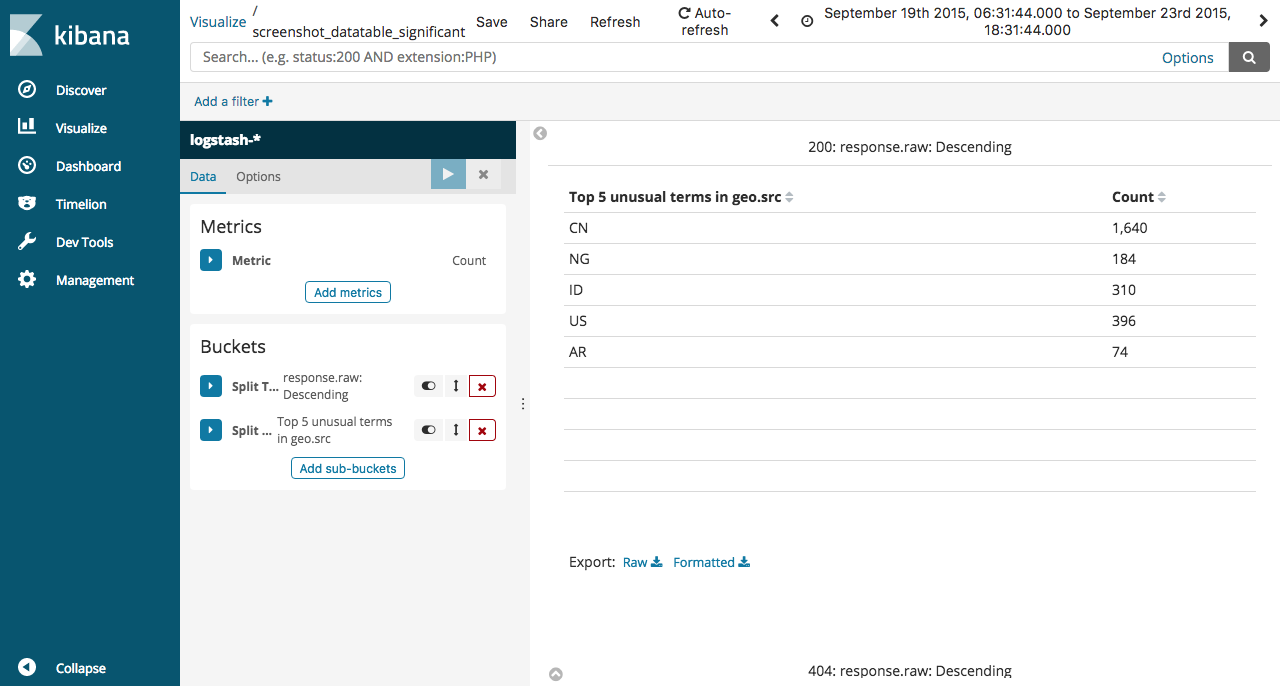 kibana
Discover
Visualize
Dashboard
Timelion
Dev Tools
Management
Collapse
Visualize / screenshot_datatable_significant
Save
Share
Refresh
Auto-refresh
September 19th 2015, 06:31:44.000 to September 23rd 2015,
18:31:44.000
Search... (e.g. status:200 AND extension:PHP)
Options
Add a filter
logstash-*
Data
Options
Metrics
Metric
Count
Add metrics
Buckets
Split T...
response.raw:
Descending
Split ...
Top 5 unusual terms
in geo.src
Add sub-buckets
200: response.raw: Descending
Top 5 unusual terms in geo.src Count
CN 1,640
NG 184
ID 310
US 396
AR 74
Export: Raw Formatted
404: response.raw: Descending